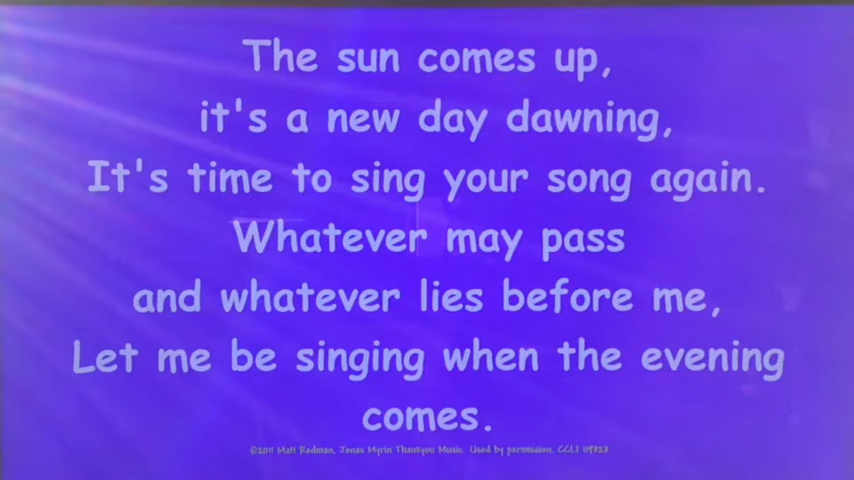 The sun comes up,
it's a new day dawning,
It's time to sing your song again.
Whatever may pass
and whatever lies before me,
Let me be singing when the evening
comes.
©2011 Matt Redman, Jonas Myrin Thankyou Music Used by permission. CCLI